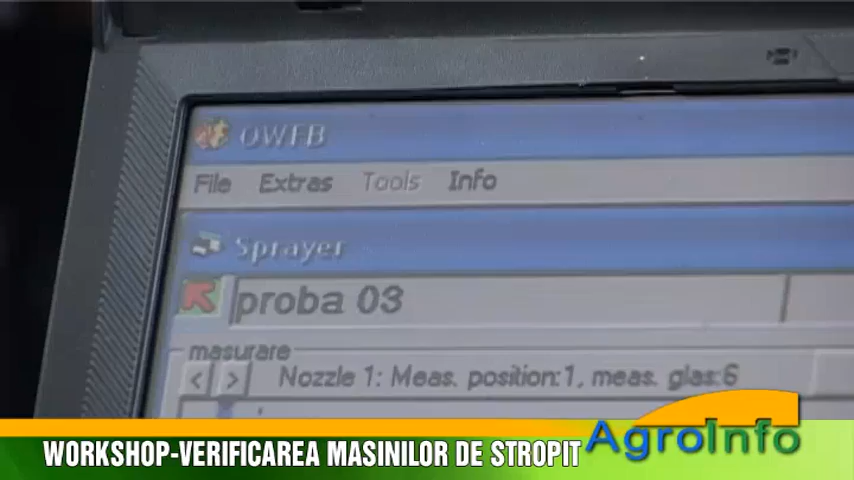 OWFB
File Extras Tools Info
Sprayer
proba 03
masurare
< > Nozzle 1: Meas. position:1, meas. glas:6
WORKSHOP-VERIFICAREA MASINILOR DE STROPIT
AgroInfo